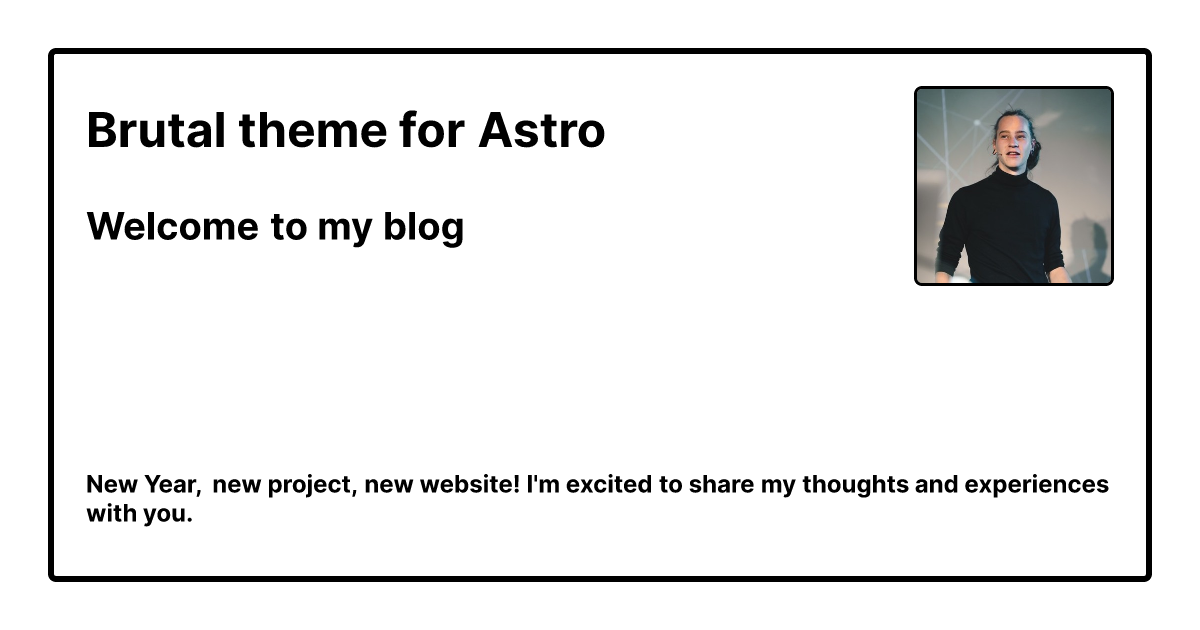 Brutal theme for Astro
Welcome to my blog
New Year, new project, new website! I'm excited to share my thoughts and experiences
with you.